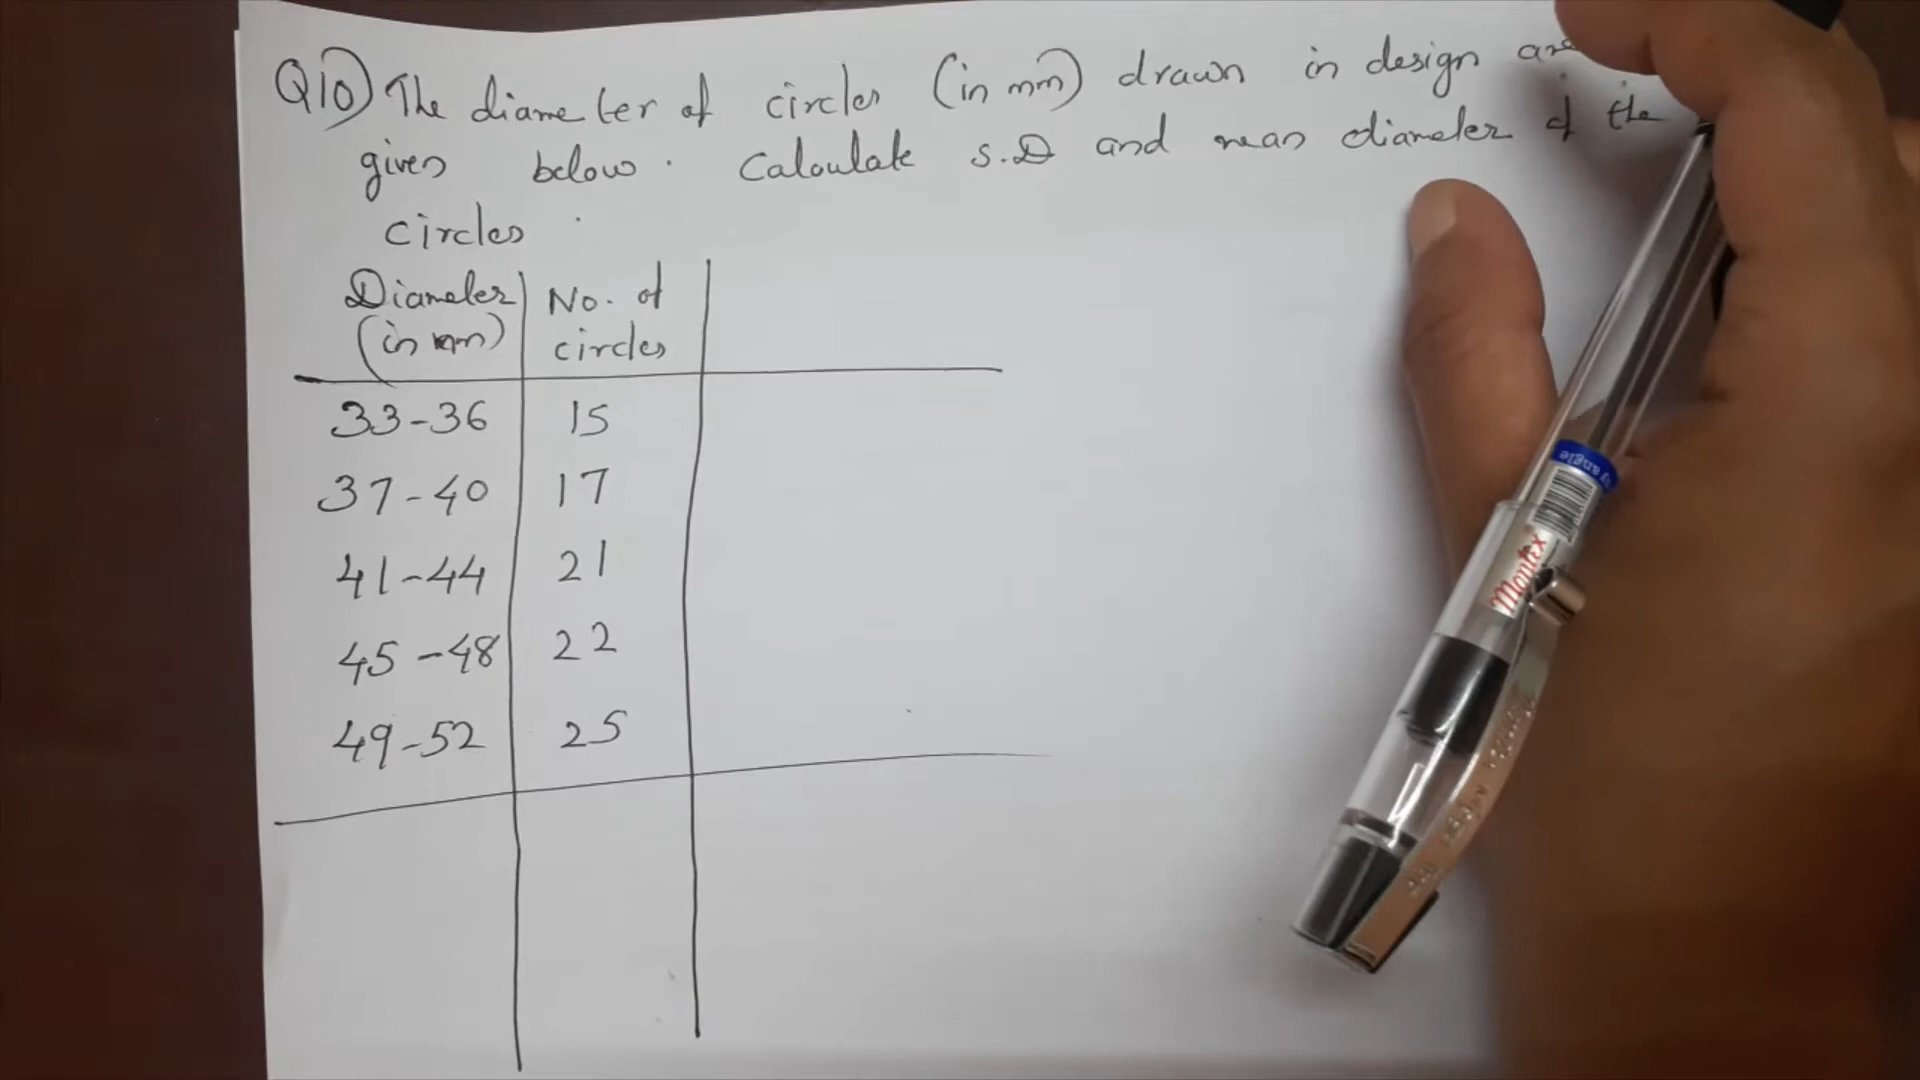 Q10) The diameter of circles (in mm) drawn in design are
given below. Calculate S.D and mean diameter of the
circles.
Diameter (in mm) | No. of circles
33-36 | 15
37-40 | 17
41-44 | 21
45-48 | 22
49-52 | 25
Montex